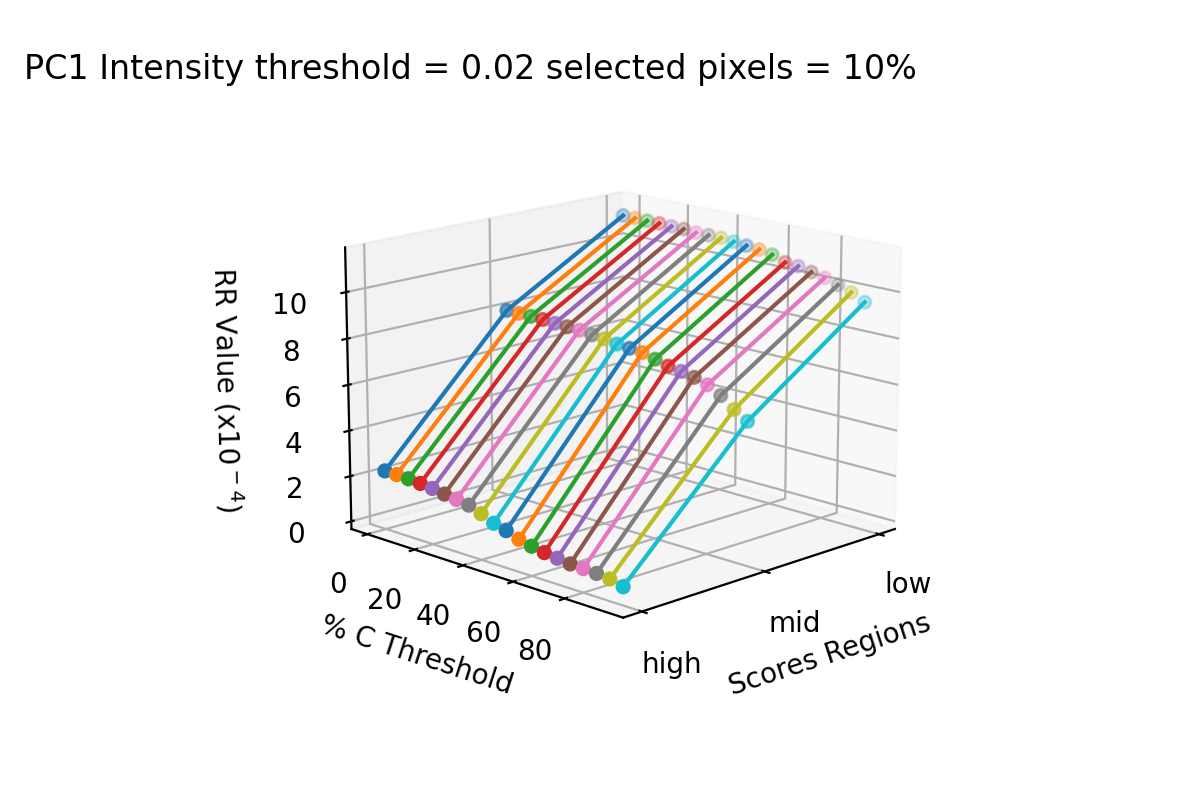 PC1 Intensity threshold = 0.02 selected pixels = 10%
RR Value (x10⁻⁴)
10
8
6
4
2
0
0
20
40
60
80
% C Threshold
high
mid
low
Scores Regions